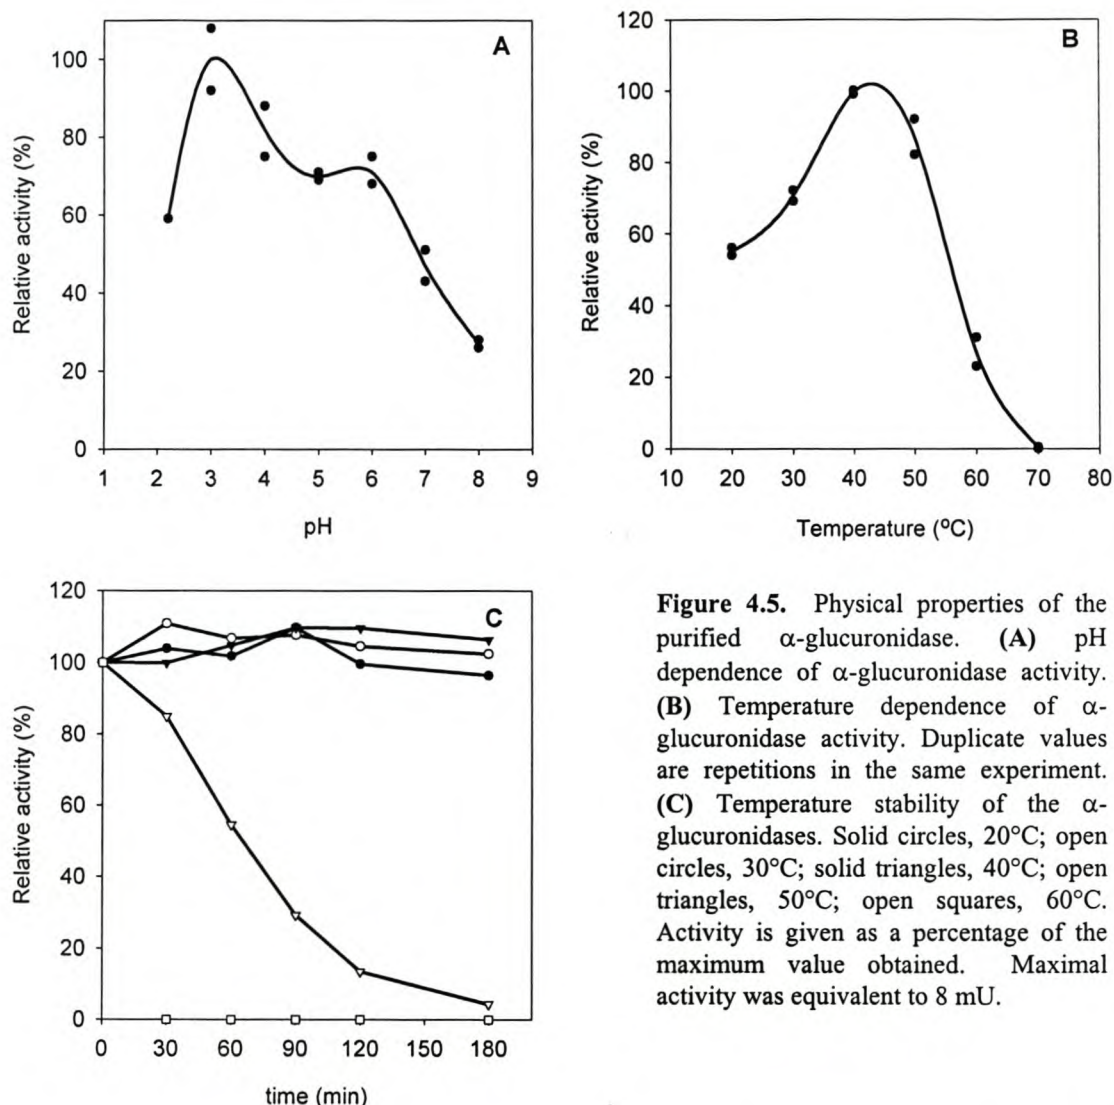 A
100
80
60
40
20
0
Relative activity (%)
1 2 3 4 5 6 7 8 9
pH
B
120
100
80
60
40
20
0
Relative activity (%)
10 20 30 40 50 60 70 80
Temperature (°C)
C
120
100
80
60
40
20
0
Relative activity (%)
0 30 60 90 120 150 180
time (min)
Figure 4.5. Physical properties of the
purified α-glucuronidase. (A) pH
dependence of α-glucuronidase activity.
(B) Temperature dependence of α-
glucuronidase activity. Duplicate values
are repetitions in the same experiment.
(C) Temperature stability of the α-
glucuronidases. Solid circles, 20°C; open
circles, 30°C; solid triangles, 40°C; open
triangles, 50°C; open squares, 60°C.
Activity is given as a percentage of the
maximum value obtained. Maximal
activity was equivalent to 8 mU.